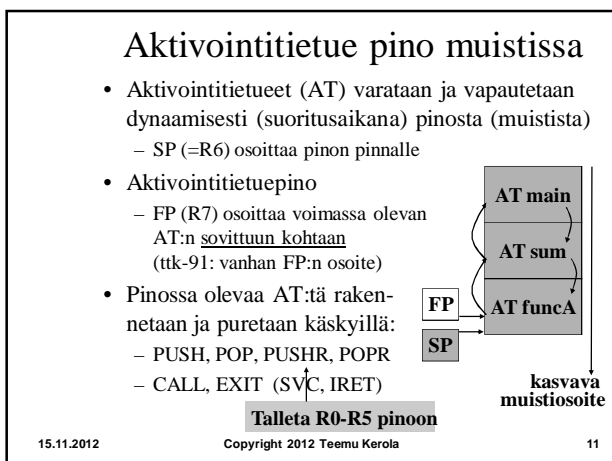 Aktivointitietue pino muistissa
• Aktivointitietueet (AT) varataan ja vapautetaan
dynaamisesti (suoritusaikana) pinosta (muistista)
– SP (=R6) osoittaa pinon pinnalle
• Aktivointitietuepino
– FP (R7) osoittaa voimassa olevan
AT:n sovittuun kohtaan
(ttk-91: vanhan FP:n osoite)
• Pinossa olevaa AT:tä raken-
netaan ja puretaan käskyillä:
– PUSH, POP, PUSHR, POPR
– CALL, EXIT (SVC, IRET)
Talleta R0-R5 pinoon
AT main
AT sum
AT funcA
FP
SP
kasvava
muistiosoite
15.11.2012
Copyright 2012 Teemu Kerola
11